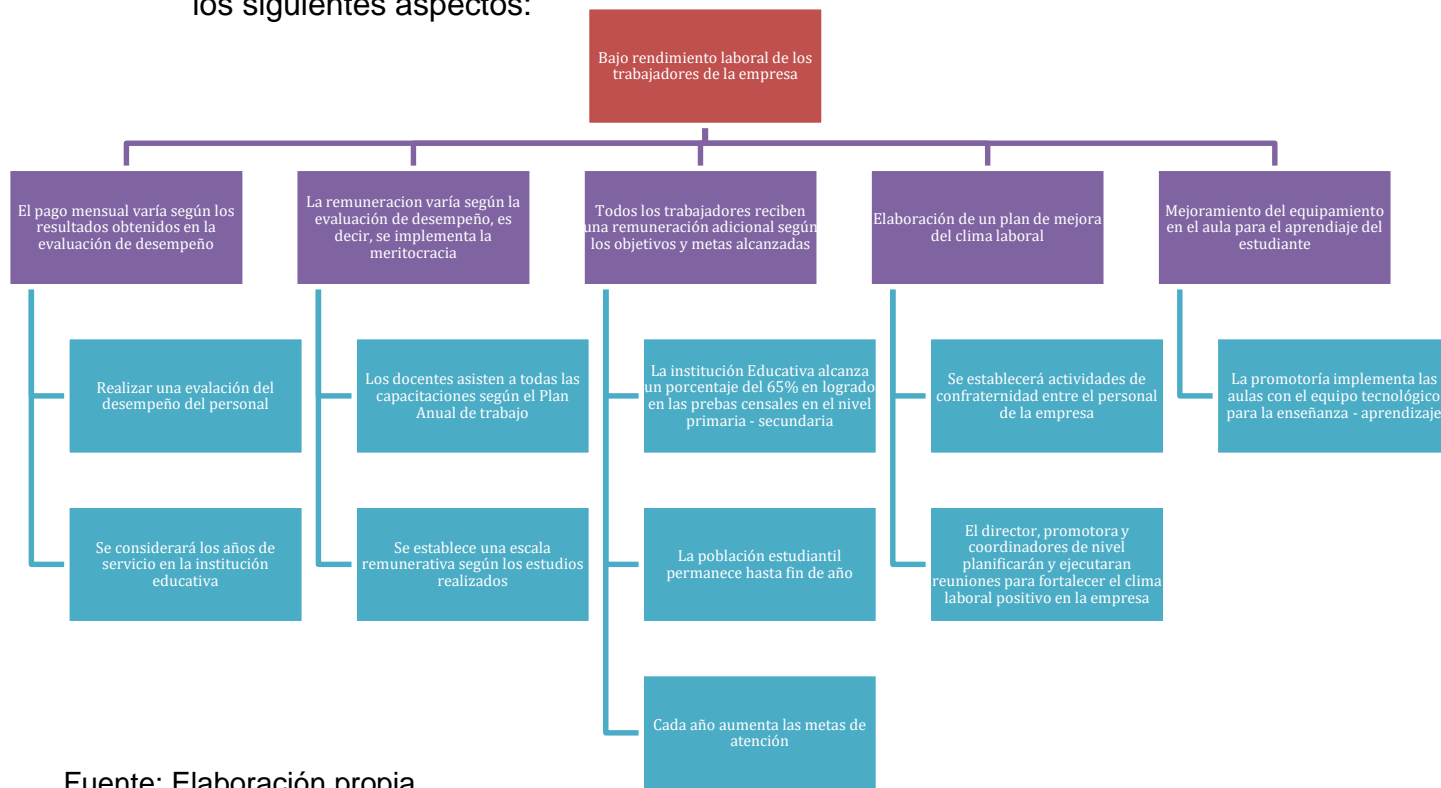 los siguientes aspectos:
Bajo rendimiento laboral de los
trabajadores de la empresa
El pago mensual varía según los
resultados obtenidos en la
evaluación de desempeño
La remuneracion varía según la
evaluación de desempeño, es
decir, se implementa la
meritocracia
Todos los trabajadores reciben
una remuneración adicional según
los objetivos y metas alcanzadas
Elaboración de un plan de mejora
del clima laboral
Mejoramiento del equipamiento
en el aula para el aprendiaje del
estudiante
Realizar una evalación del
desempeño del personal
Se considerará los años de
servicio en la institución
educativa
Los docentes asisten a todas las
capacitaciones según el Plan
Anual de trabajo
Se establece una escala
remunerativa según los estudios
realizados
La institución Educativa alcanza
un porcentaje del 65% en logrado
en las prebas censales en el nivel
primaria - secundaria
La población estudiantil
permanece hasta fin de año
Cada año aumenta las metas de
atención
Se establecerá actividades de
confraternidad entre el personal
de la empresa
El director, promotora y
coordinadores de nivel
planificarán y ejecutaran
reuniones para fortalecer el clima
laboral positivo en la empresa
La promotoría implementa las
aulas con el equipo tecnológico
para la enseñanza - aprendizaje
Fuente: Elaboración propia